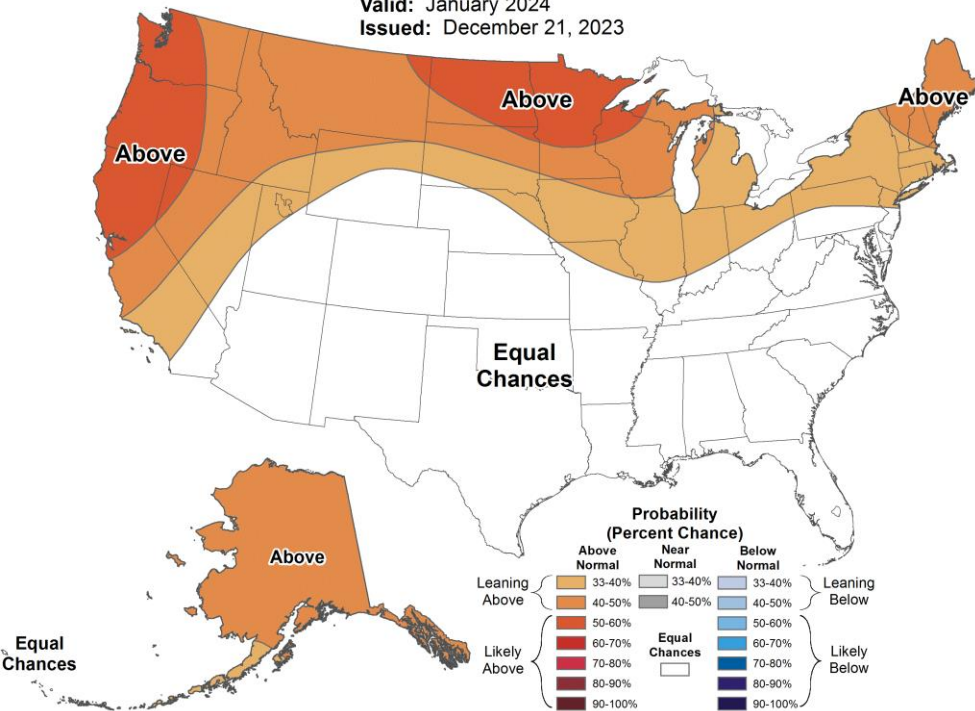 Valid: January 2024
Issued: December 21, 2023
Above
Above
Above
Equal
Chances
Above
Equal
Chances
Probability
(Percent Chance)
Above
Normal
Near
Normal
Below
Normal
Leaning
Above
33-40%
33-40%
33-40%
Leaning
Below
40-50%
40-50%
40-50%
Likely
Above
50-60%
50-60%
60-70%
Equal
Chances
60-70%
Likely
Below
70-80%
70-80%
80-90%
80-90%
90-100%
90-100%